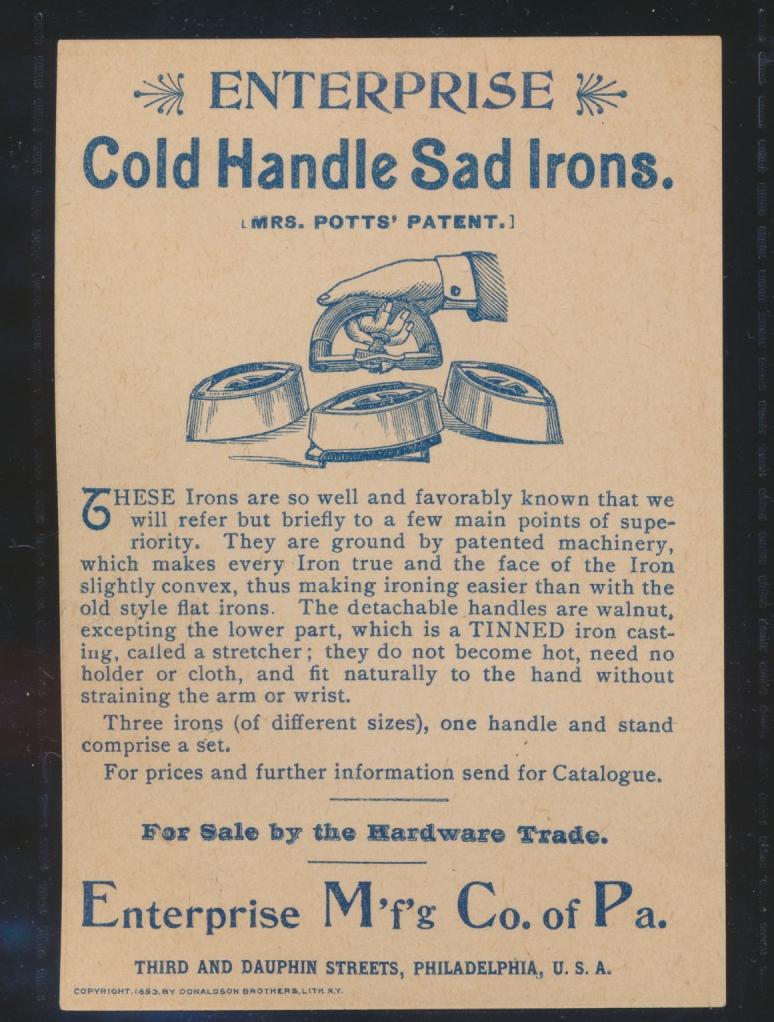 ENTERPRISE
Cold Handle Sad Irons.
[MRS. POTTS' PATENT.]
THESE Irons are so well and favorably known that we
will refer but briefly to a few main points of supe-
riority. They are ground by patented machinery,
which makes every Iron true and the face of the Iron
slightly convex, thus making ironing easier than with the
old style flat irons. The detachable handles are walnut,
excepting the lower part, which is a TINNED iron cast-
ing, called a stretcher; they do not become hot, need no
holder or cloth, and fit naturally to the hand without
straining the arm or wrist.
Three irons (of different sizes), one handle and stand
comprise a set.
For prices and further information send for Catalogue.
For Sale by the Hardware Trade.
Enterprise M'f'g Co. of Pa.
THIRD AND DAUPHIN STREETS, PHILADELPHIA, U. S. A.
COPYRIGHT. 1893, BY DONALDSON BROTHERS, LITH. N.Y.